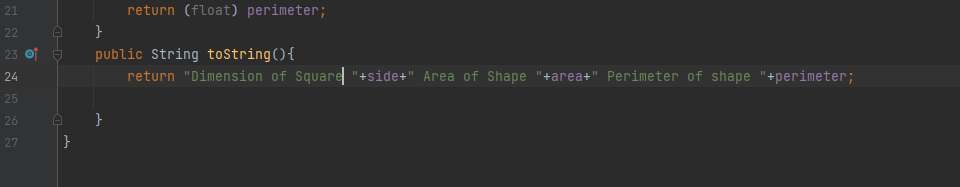 21 return (float) perimeter;
22 }
23 public String toString(){
24 return "Dimension of Square "+side+" Area of Shape "+area+" Perimeter of shape "+perimeter;
25
26 }
27 }